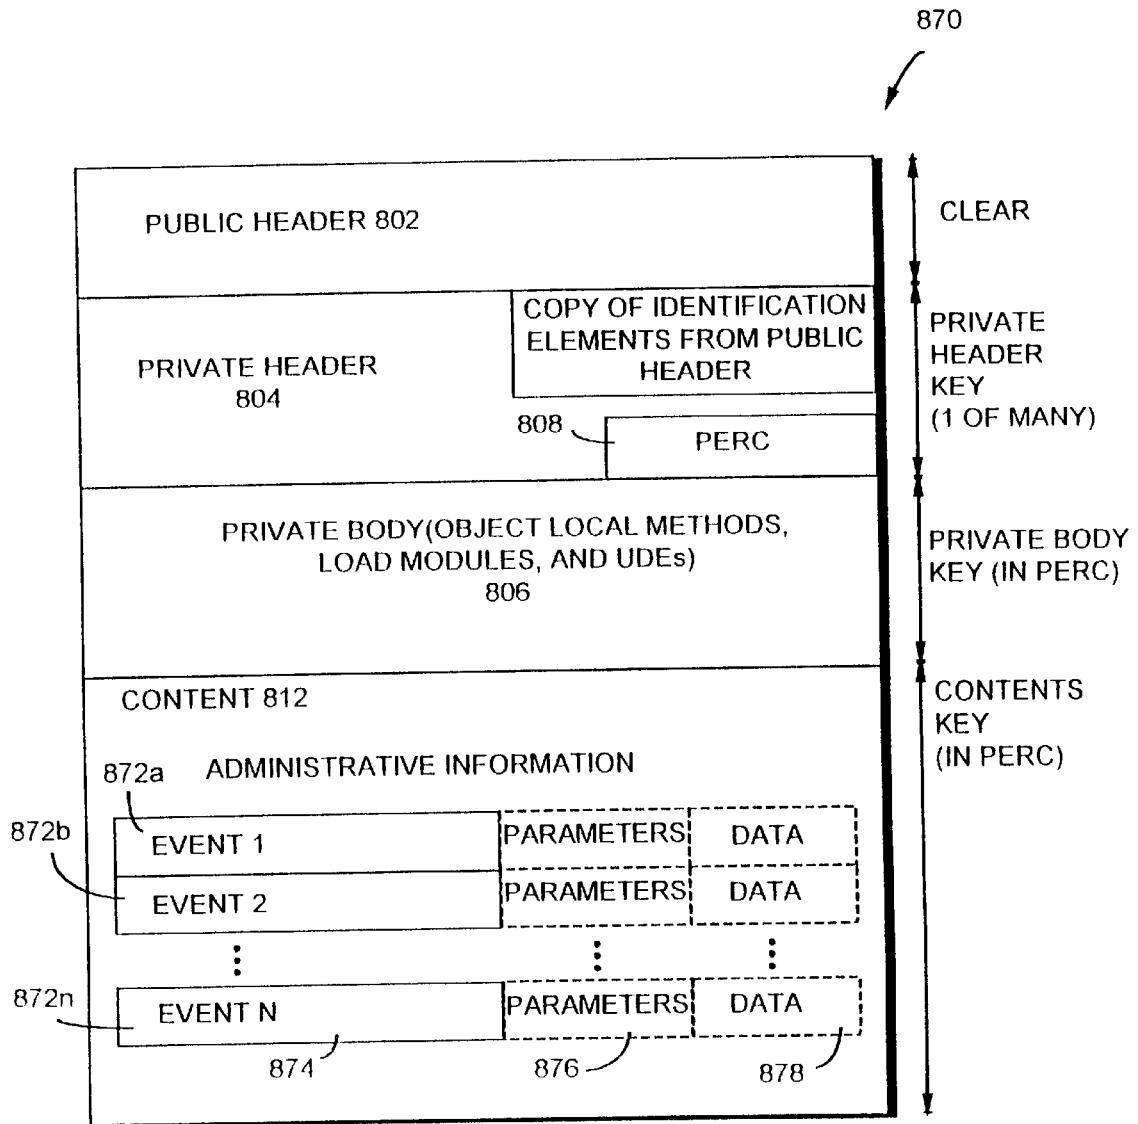 870
PUBLIC HEADER 802
CLEAR
COPY OF IDENTIFICATION
ELEMENTS FROM PUBLIC
HEADER
PRIVATE HEADER
804
808
PERC
PRIVATE
HEADER
KEY
(1 OF MANY)
PRIVATE BODY(OBJECT LOCAL METHODS,
LOAD MODULES, AND UDEs)
806
PRIVATE BODY
KEY (IN PERC)
CONTENT 812
CONTENTS
KEY
(IN PERC)
ADMINISTRATIVE INFORMATION
872a
EVENT 1 PARAMETERS DATA
872b
EVENT 2 PARAMETERS DATA
872n
EVENT N PARAMETERS DATA
874 876 878